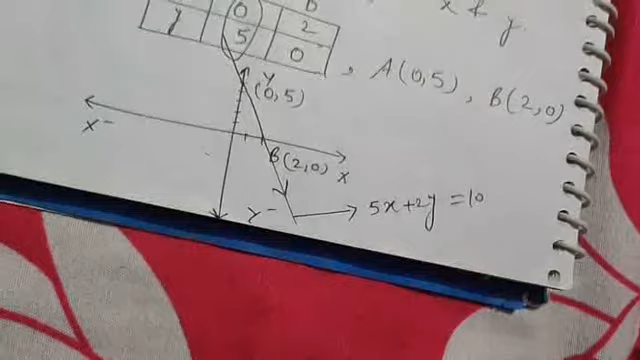 x & y.
0 2
y 5 0
, A(0,5), B(2,0)
y
(0,5)
x-
B(2,0) x
y-
5x+2y=10